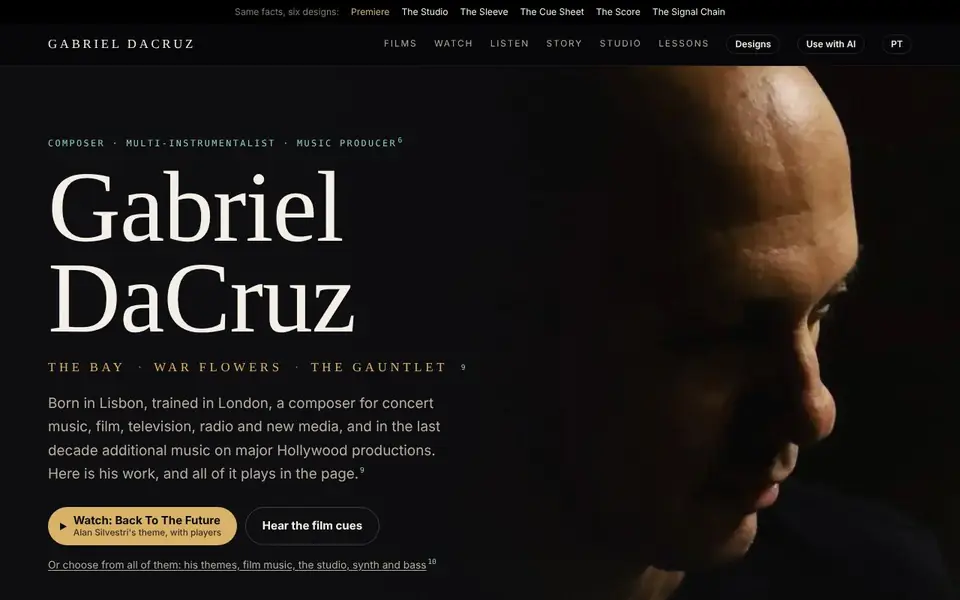 Same facts, six designs: Premiere The Studio The Sleeve The Cue Sheet The Score The Signal Chain
GABRIEL DACRUZ FILMS WATCH LISTEN STORY STUDIO LESSONS Designs Use with AI PT
COMPOSER · MULTI-INSTRUMENTALIST · MUSIC PRODUCER6
Gabriel
DaCruz
THE BAY · WAR FLOWERS · THE GAUNTLET 9
Born in Lisbon, trained in London, a composer for concert
music, film, television, radio and new media, and in the last
decade additional music on major Hollywood productions.
Here is his work, and all of it plays in the page.9
Watch: Back To The Future
Alan Silvestri's theme, with players
Hear the film cues
Or choose from all of them: his themes, film music, the studio, synth and bass10